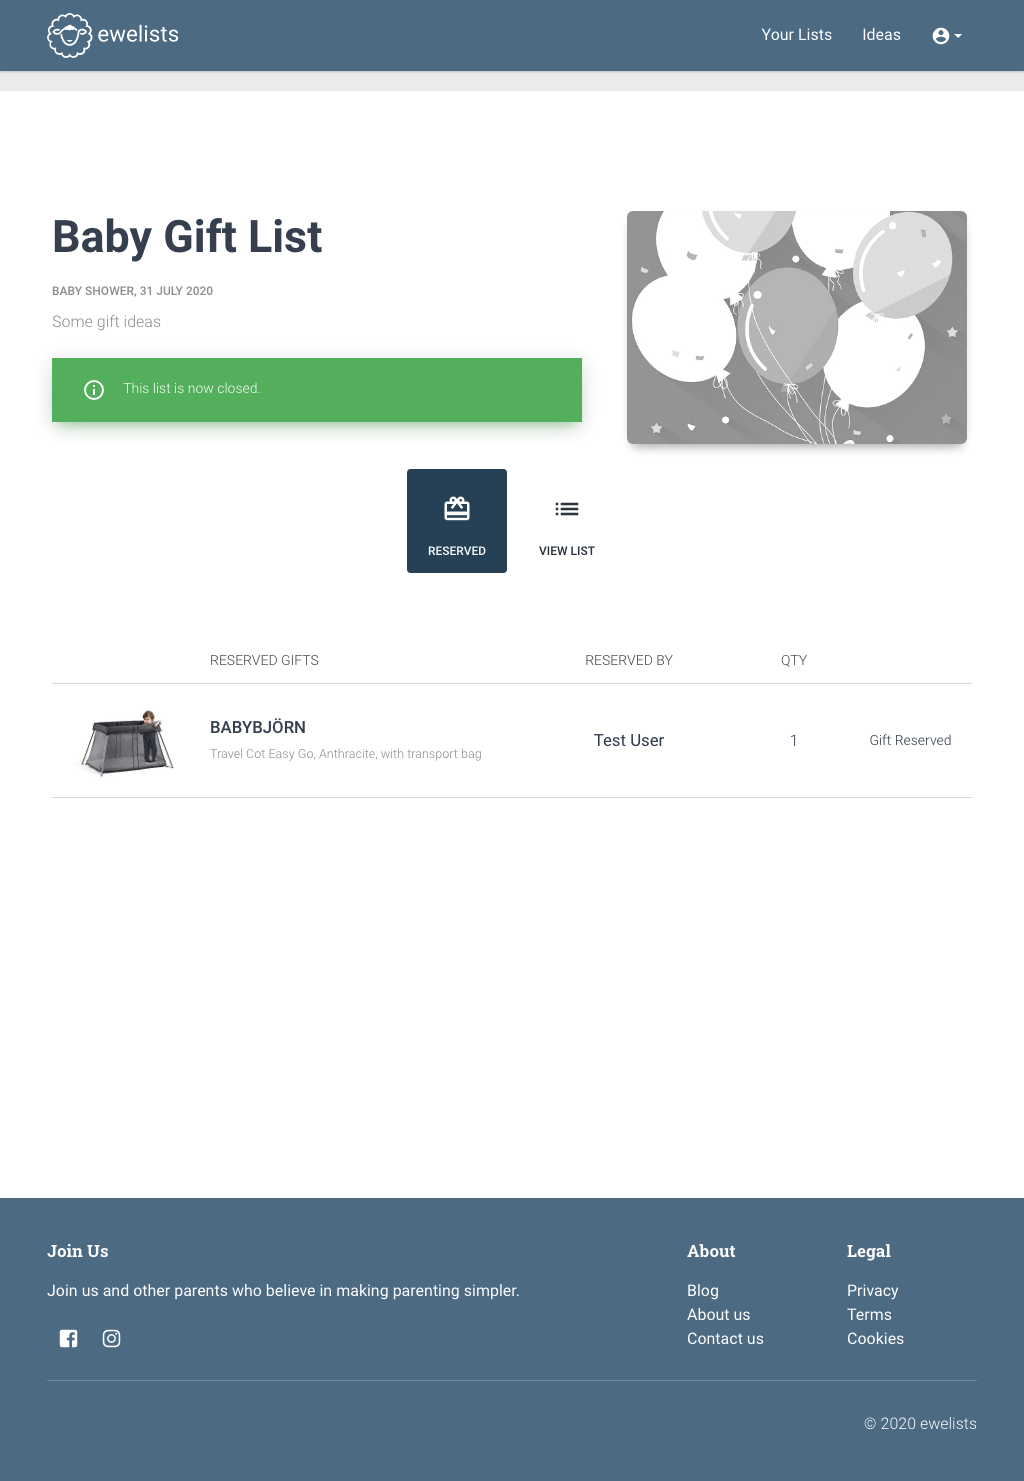 ewelists
Your Lists
Ideas
Baby Gift List
BABY SHOWER, 31 JULY 2020
Some gift ideas
This list is now closed.
RESERVED
VIEW LIST
RESERVED GIFTS
RESERVED BY
QTY
BABYBJÖRN
Travel Cot Easy Go, Anthracite, with transport bag
Test User
1
Gift Reserved
Join Us
Join us and other parents who believe in making parenting simpler.
About
Blog
About us
Contact us
Legal
Privacy
Terms
Cookies
© 2020 ewelists